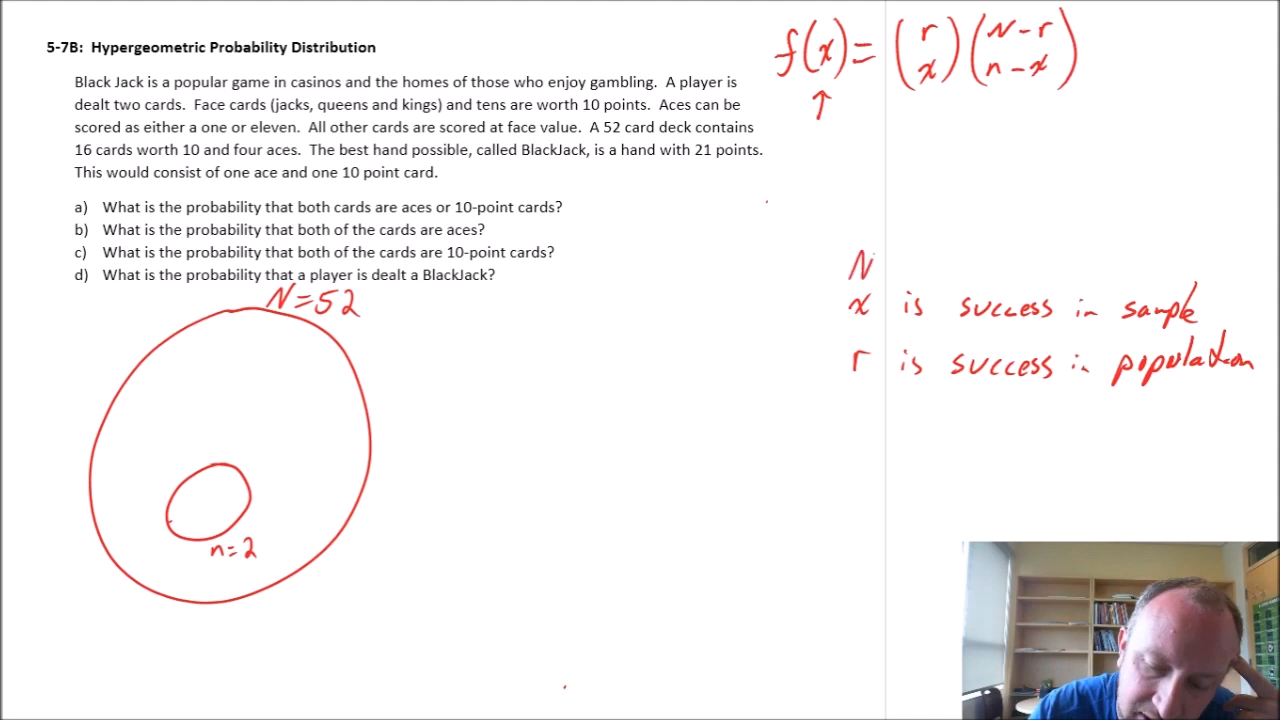 5-7B: Hypergeometric Probability Distribution
Black Jack is a popular game in casinos and the homes of those who enjoy gambling. A player is
dealt two cards. Face cards (jacks, queens and kings) and tens are worth 10 points. Aces can be
scored as either a one or eleven. All other cards are scored at face value. A 52 card deck contains
16 cards worth 10 and four aces. The best hand possible, called BlackJack, is a hand with 21 points.
This would consist of one ace and one 10 point card.
a) What is the probability that both cards are aces or 10-point cards?
b) What is the probability that both of the cards are aces?
c) What is the probability that both of the cards are 10-point cards?
d) What is the probability that a player is dealt a BlackJack?
N=52
n=2
f(x) = (r x) (N-r n-x)
↑
N
x is success in sample
r is success in population